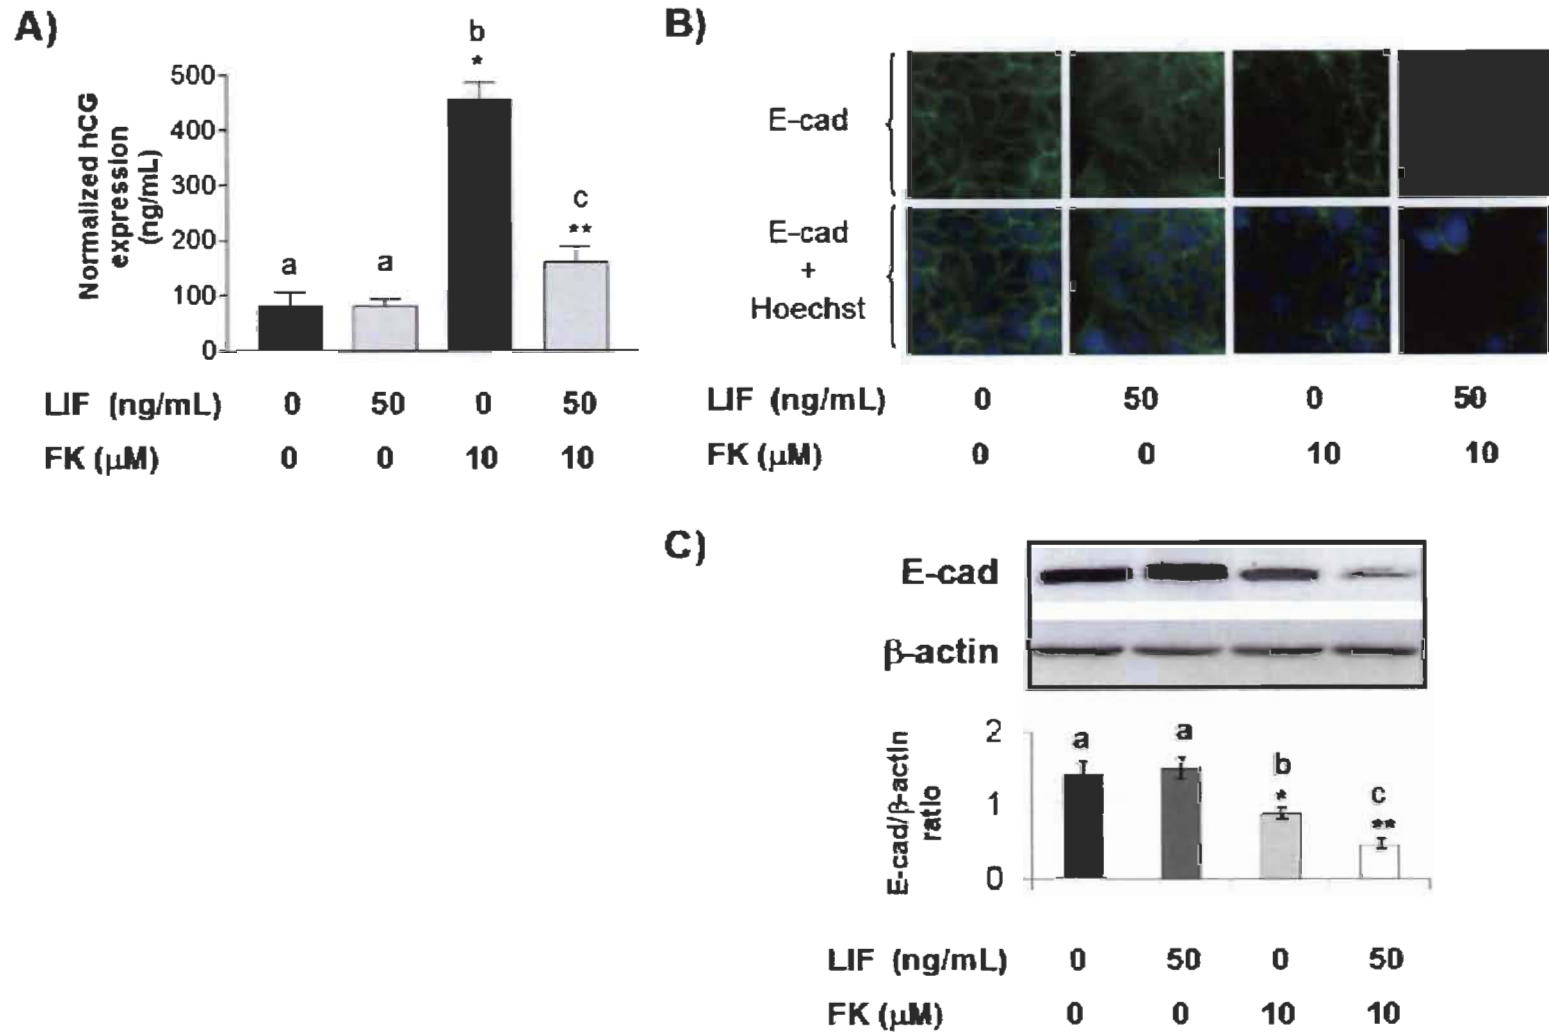 A)
Normalized hCG
expression
(ng/mL)
500
400
300
200
100
0
a
a
b
*
c
**
LIF (ng/mL) 0 50 0 50
FK (µM) 0 0 10 10
B)
E-cad
E-cad
+
Hoechst
LIF (ng/mL) 0 50 0 50
FK (µM) 0 0 10 10
C)
E-cad
β-actin
E-cad/β-actin
ratio
2
1
0
a
a
b
*
c
**
LIF (ng/mL) 0 50 0 50
FK (µM) 0 0 10 10